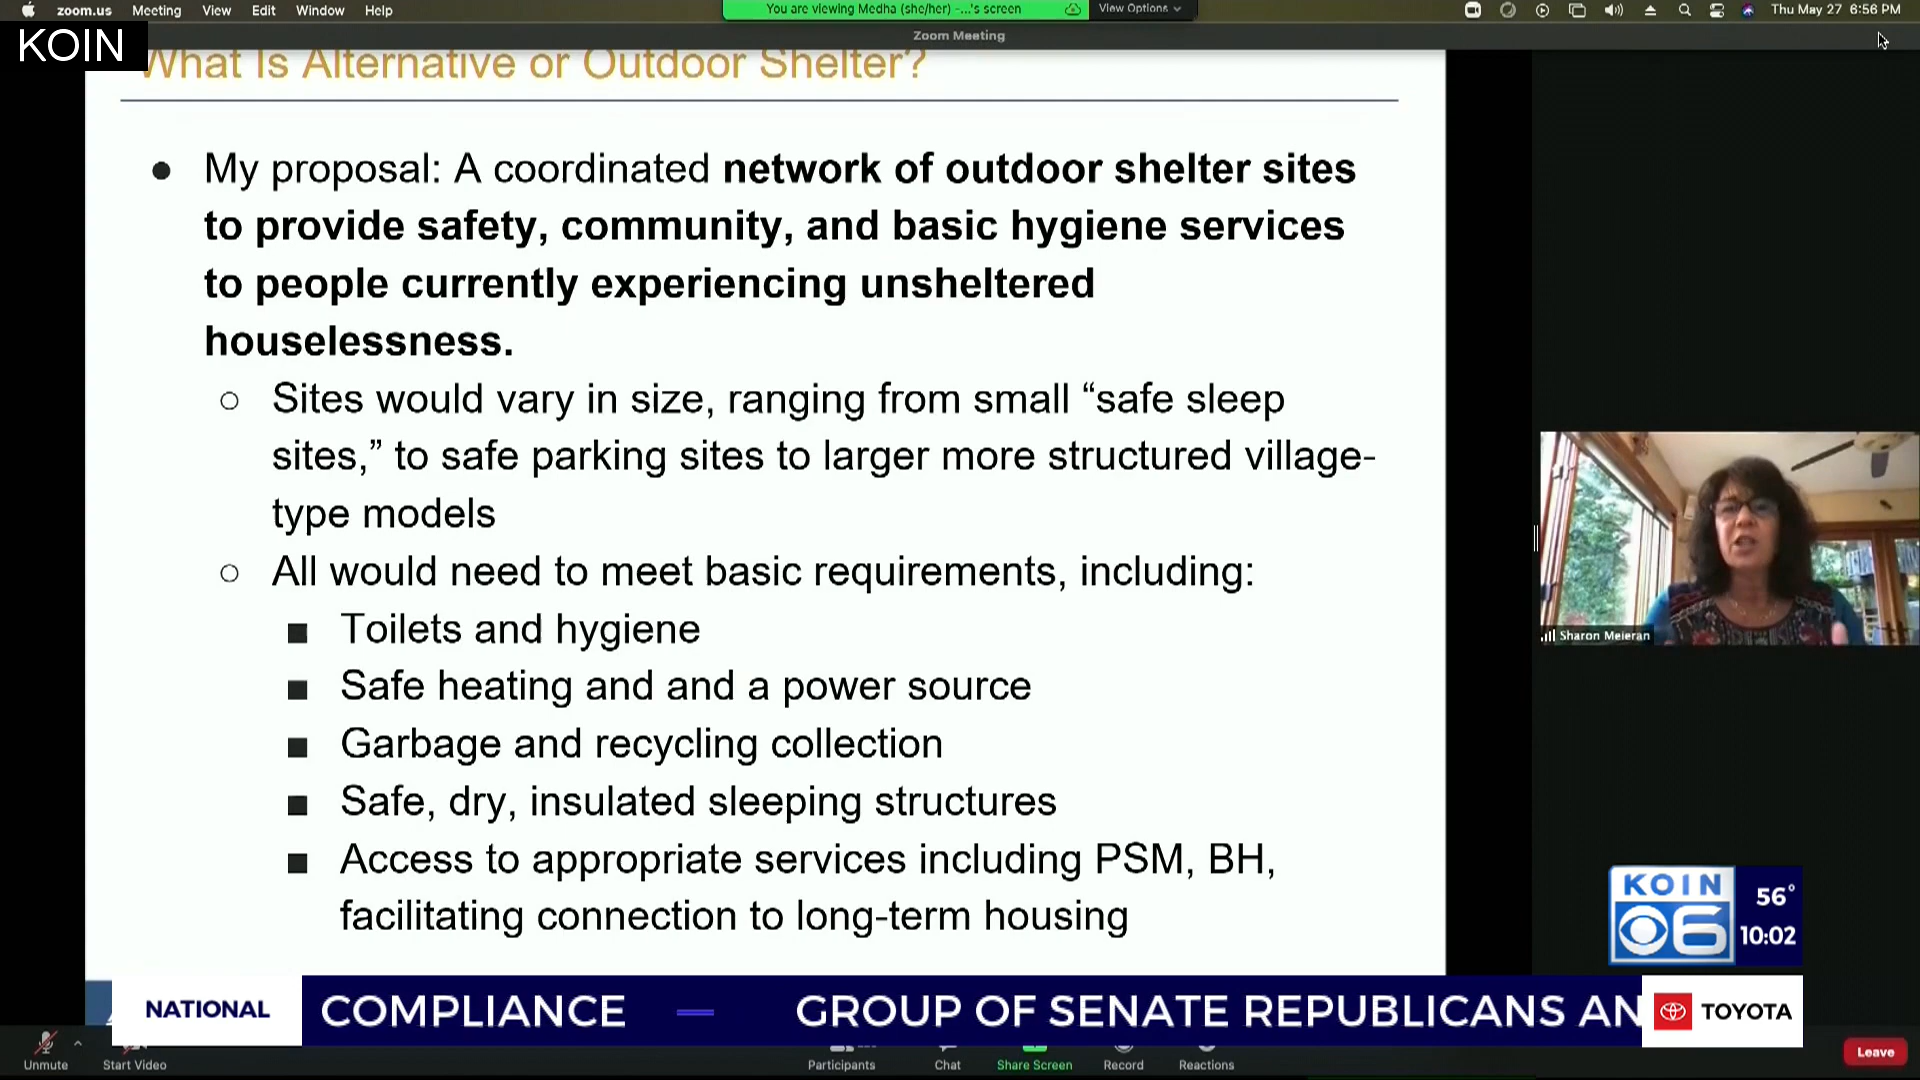 zoom.us Meeting View Edit Window Help
You are viewing Medha (she/her) -...'s screen
View Options
Thu May 27 6:56 PM
Zoom Meeting
KOIN
What Is Alternative or Outdoor Shelter?
● My proposal: A coordinated network of outdoor shelter sites
to provide safety, community, and basic hygiene services
to people currently experiencing unsheltered
houselessness.
○ Sites would vary in size, ranging from small “safe sleep
sites,” to safe parking sites to larger more structured village-
type models
○ All would need to meet basic requirements, including:
■ Toilets and hygiene
■ Safe heating and and a power source
■ Garbage and recycling collection
■ Safe, dry, insulated sleeping structures
■ Access to appropriate services including PSM, BH,
facilitating connection to long-term housing
Sharon Meieran
KOIN
6
56°
10:02
NATIONAL
COMPLIANCE — GROUP OF SENATE REPUBLICANS AN
TOYOTA
Unmute
Start Video
Participants
Chat
Share Screen
Record
Reactions
Leave